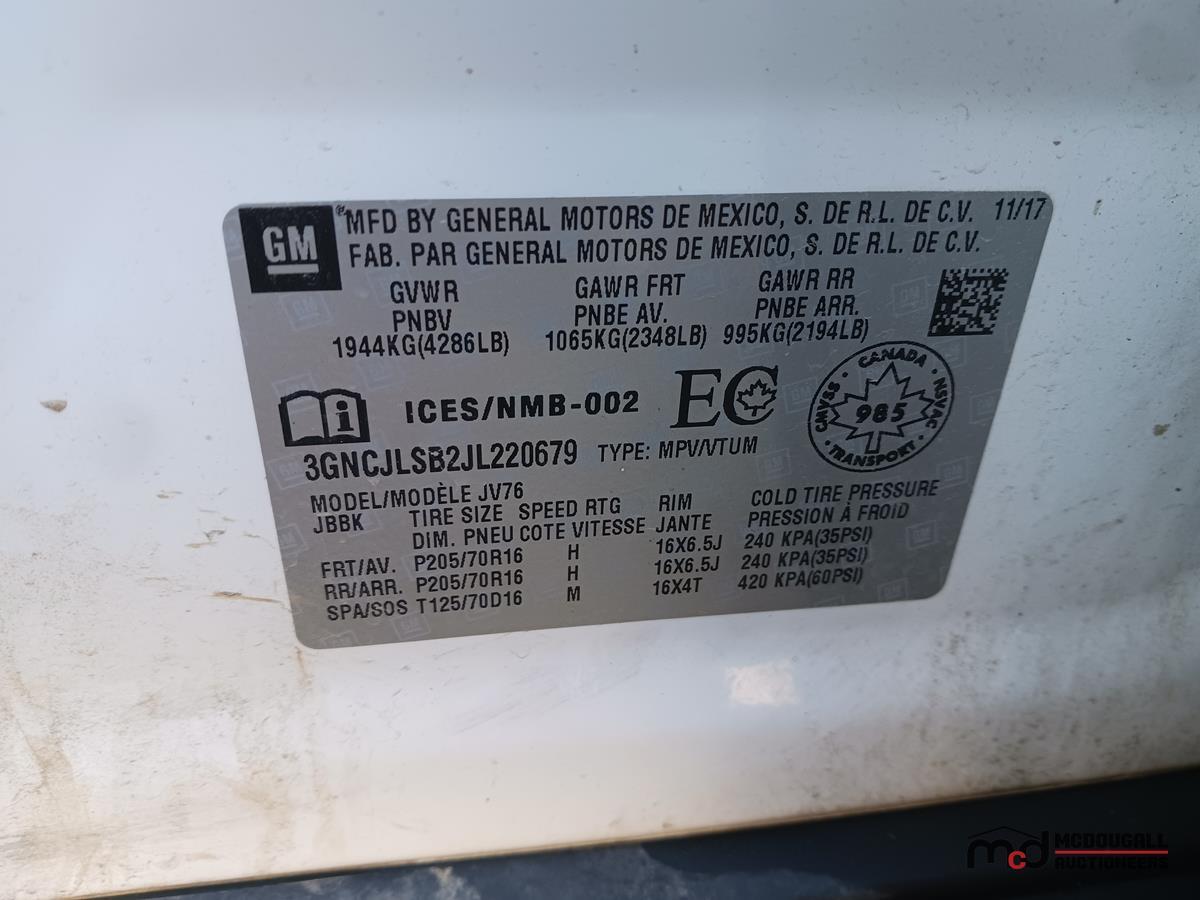 GM
® MFD BY GENERAL MOTORS DE MEXICO, S. DE R.L. DE C.V. 11/17
FAB. PAR GENERAL MOTORS DE MEXICO, S. DE R.L. DE C.V.
GVWR GAWR FRT GAWR RR
PNBV PNBE AV. PNBE ARR.
1944KG(4286LB) 1065KG(2348LB) 995KG(2194LB)
ICES/NMB-002 EC
CANADA
CMVSS 985 NSVAC
TRANSPORT
3GNCJLSB2JL220679 TYPE: MPV/VTUM
MODEL/MODÈLE JV76
JBBK TIRE SIZE SPEED RTG RIM COLD TIRE PRESSURE
DIM. PNEU COTE VITESSE JANTE PRESSION À FROID
FRT/AV. P205/70R16 H 16X6.5J 240 KPA(35PSI)
RR/ARR. P205/70R16 H 16X6.5J 240 KPA(35PSI)
SPA/SOS T125/70D16 M 16X4T 420 KPA(60PSI)
mcd MCDOUGALL
AUCTIONEERS